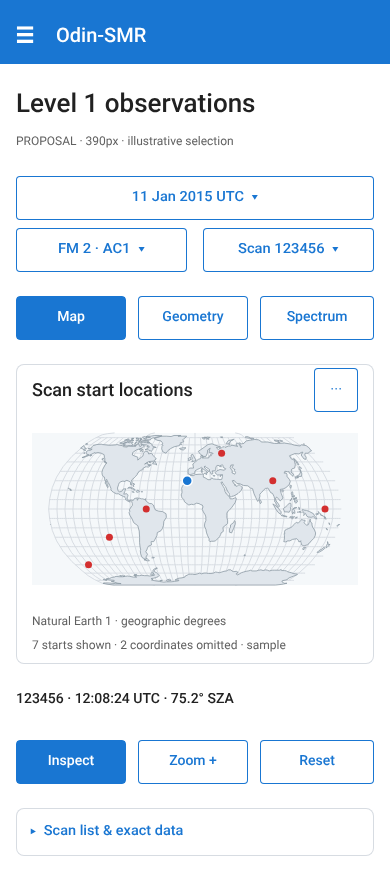 Odin-SMR
Level 1 observations
PROPOSAL · 390px · illustrative selection
11 Jan 2015 UTC ▾
FM 2 · AC1 ▾
Scan 123456 ▾
Map
Geometry
Spectrum
Scan start locations
...
Natural Earth 1 · geographic degrees
7 starts shown · 2 coordinates omitted · sample
123456 · 12:08:24 UTC · 75.2° SZA
Inspect
Zoom +
Reset
▸ Scan list & exact data